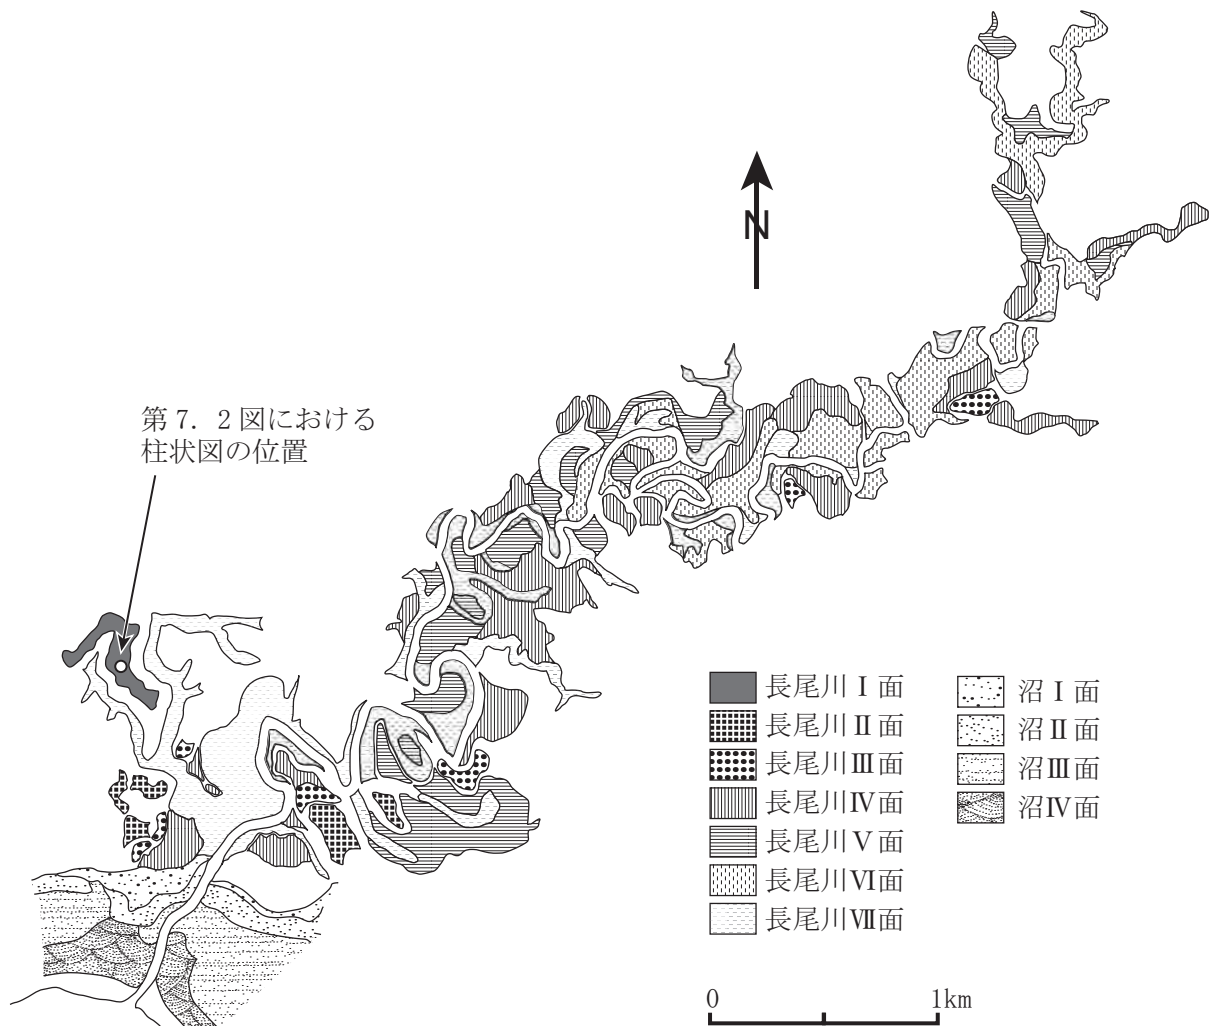 N
第7. 2図における
柱状図の位置
長尾川Ⅰ面
長尾川Ⅱ面
長尾川Ⅲ面
長尾川Ⅳ面
長尾川Ⅴ面
長尾川Ⅵ面
長尾川Ⅶ面
沼Ⅰ面
沼Ⅱ面
沼Ⅲ面
沼Ⅳ面
0 1km